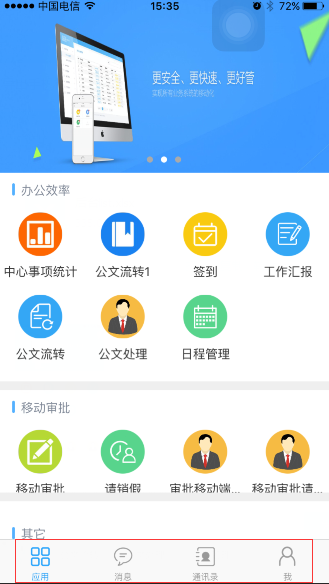 中国电信 15:35 72%
更安全、更快速、更好管
办公效率
中心事项统计 公文流转1 签到 工作汇报
公文流转 公文处理 日程管理
移动审批
移动审批 请销假 审批移动端... 移动审批请...
其它
应用 消息 通讯录 我